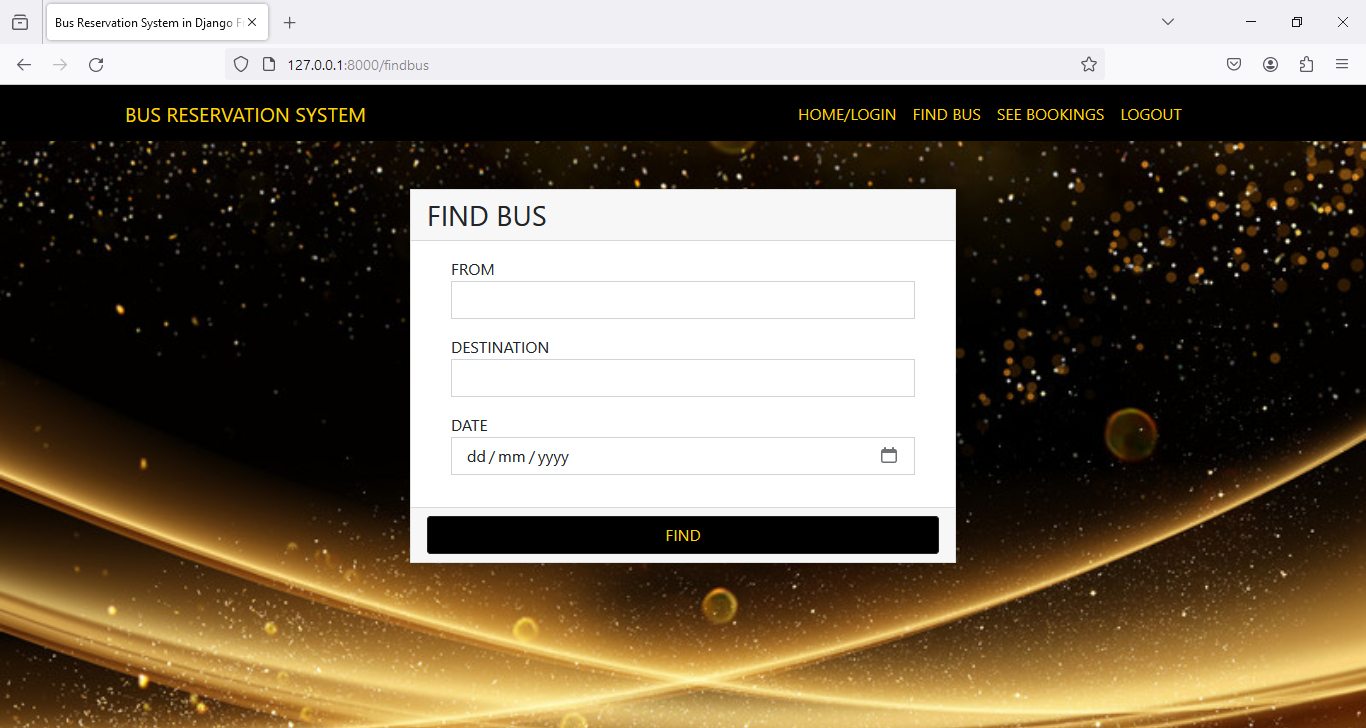 Bus Reservation System in Django
127.0.0.1:8000/findbus
BUS RESERVATION SYSTEM
HOME/LOGIN FIND BUS SEE BOOKINGS LOGOUT
FIND BUS
FROM
DESTINATION
DATE
dd / mm / yyyy
FIND